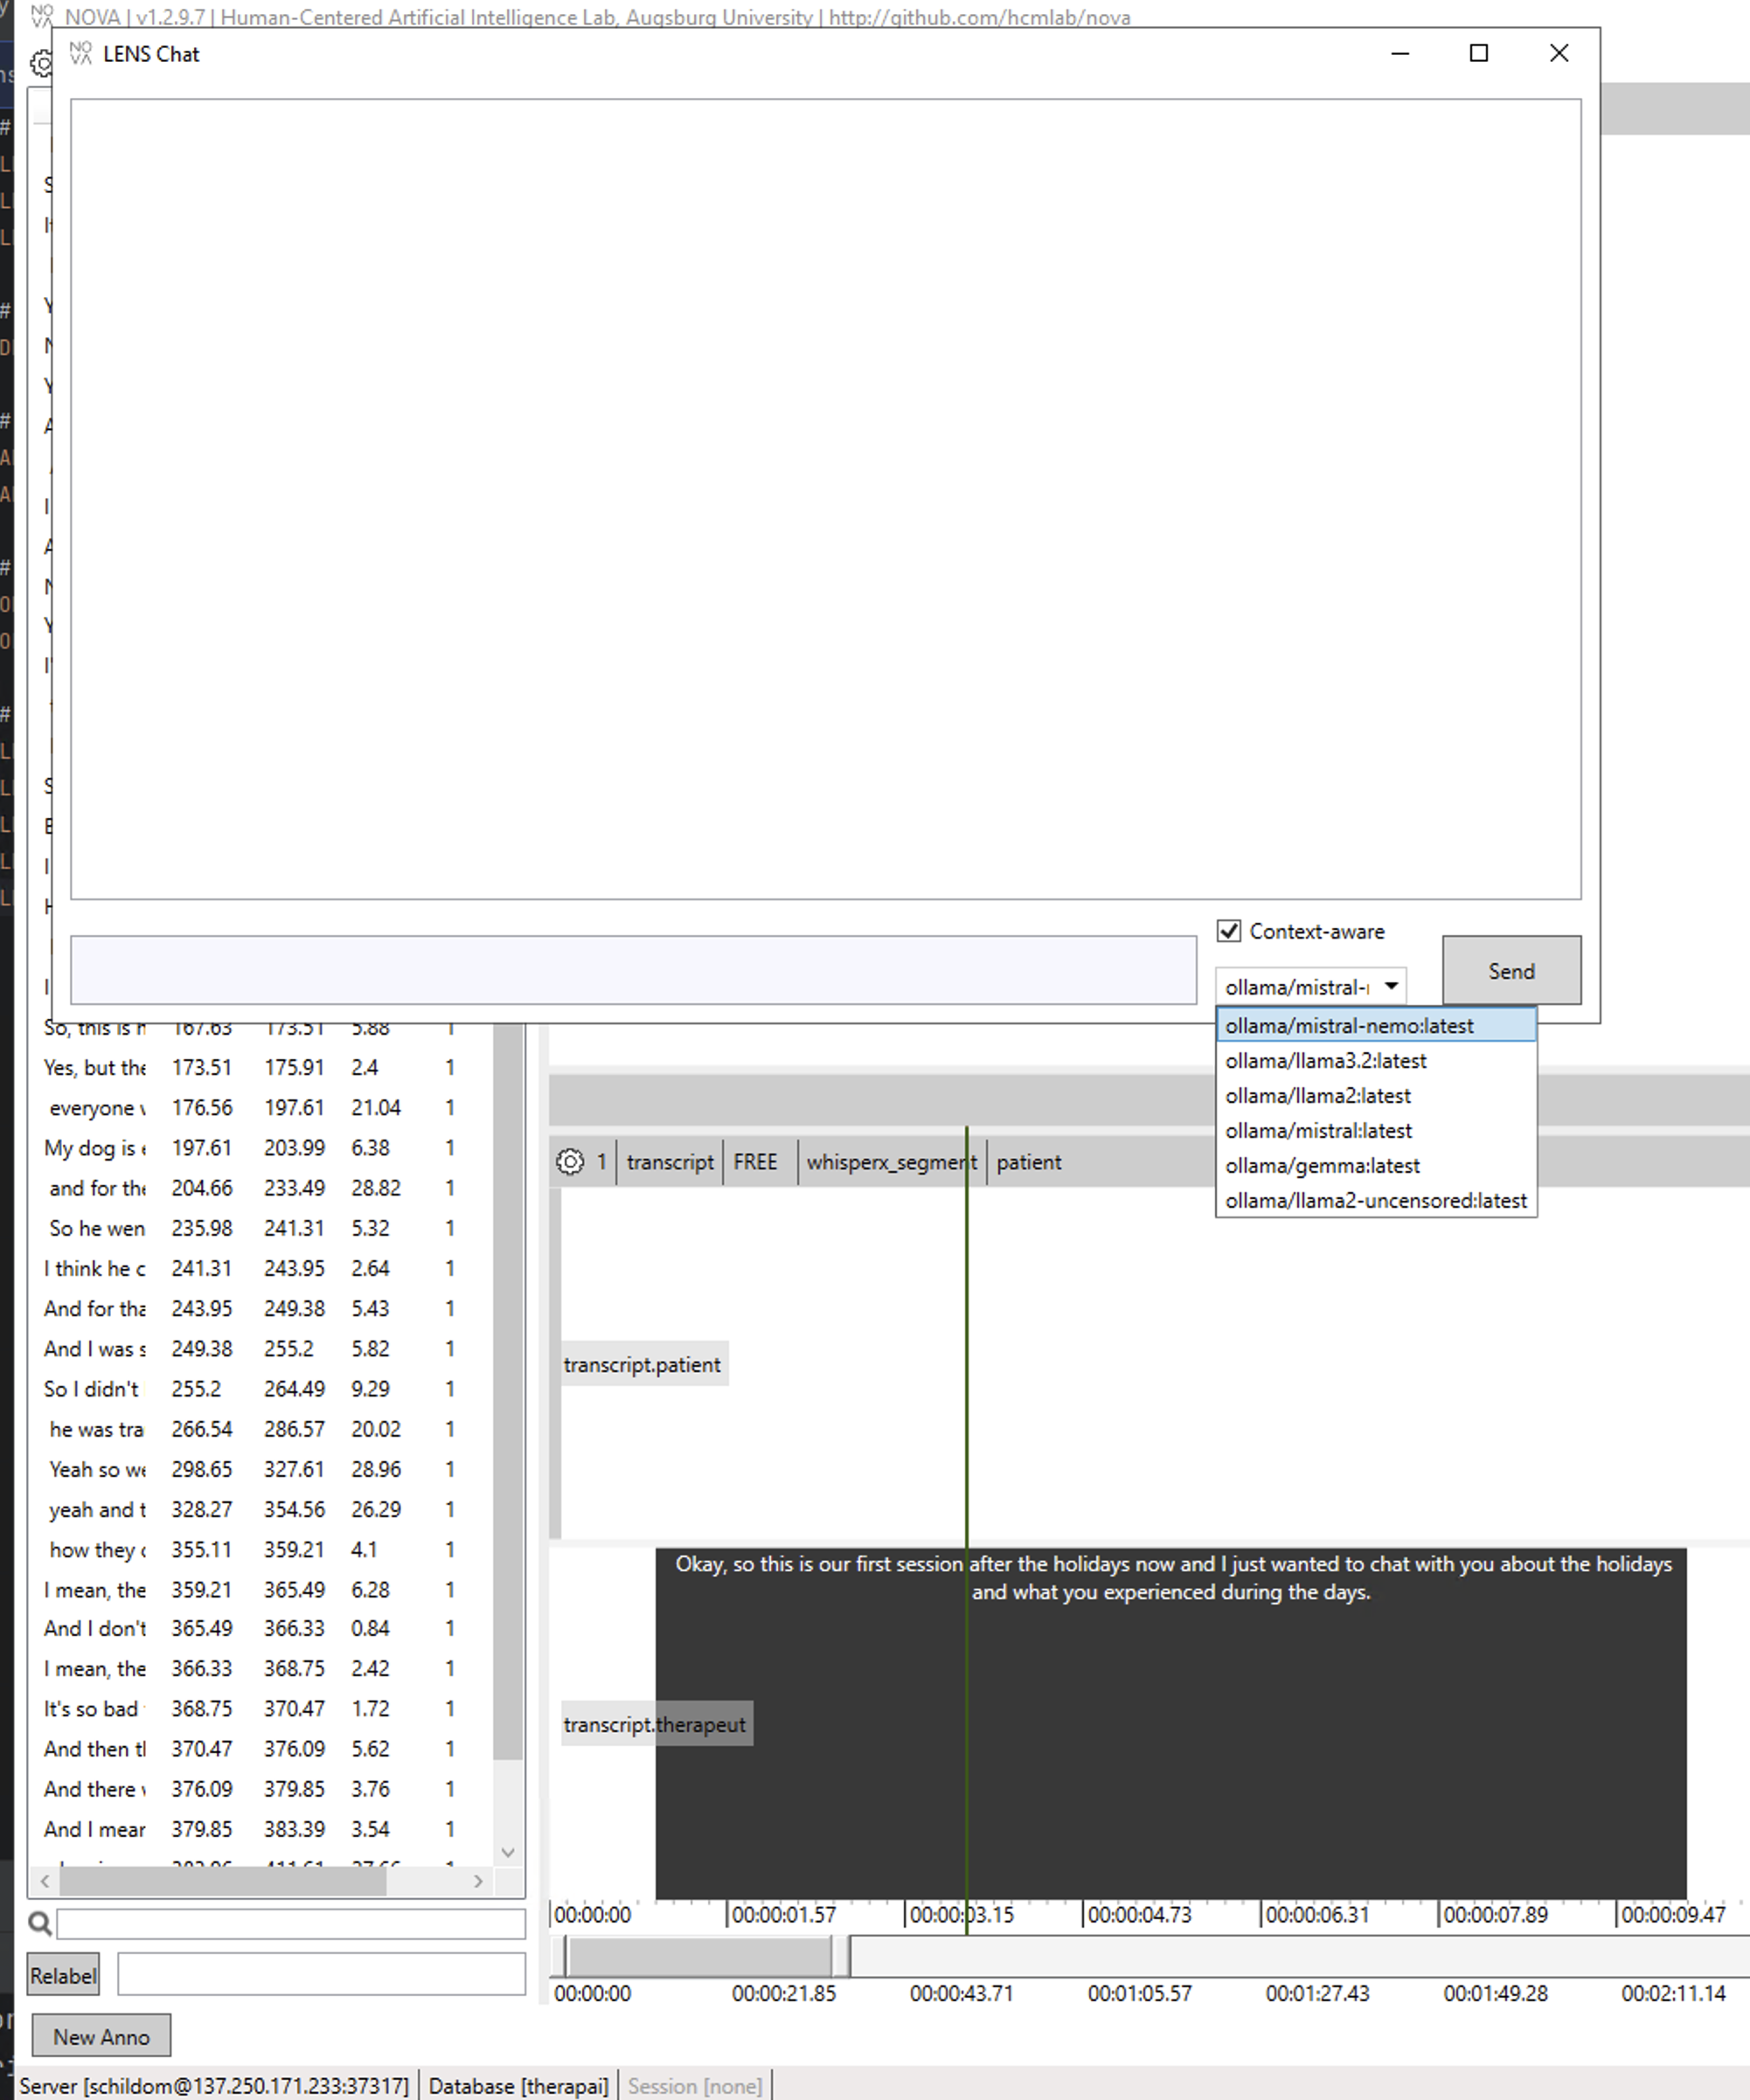 NOVA | v1.2.9.7 | Human-Centered Artificial Intelligence Lab, Augsburg University | http://github.com/hcmlab/nova
NOVA LENS Chat
Context-aware
ollama/mistral-
Send
ollama/mistral-nemo:latest
ollama/llama3.2:latest
ollama/llama2:latest
ollama/mistral:latest
ollama/gemma:latest
ollama/llama2-uncensored:latest
So, this is 167.63 173.51 5.88 1
Yes, but the 173.51 175.91 2.4 1
everyone 176.56 197.61 21.04 1
My dog is 197.61 203.99 6.38 1
and for the 204.66 233.49 28.82 1
So he wen 235.98 241.31 5.32 1
I think he c 241.31 243.95 2.64 1
And for tha 243.95 249.38 5.43 1
And I was s 249.38 255.2 5.82 1
So I didn't 255.2 264.49 9.29 1
he was tra 266.54 286.57 20.02 1
Yeah so we 298.65 327.61 28.96 1
yeah and t 328.27 354.56 26.29 1
how they 355.11 359.21 4.1 1
I mean, the 359.21 365.49 6.28 1
And I don't 365.49 366.33 0.84 1
I mean, the 366.33 368.75 2.42 1
It's so bad 368.75 370.47 1.72 1
And then 370.47 376.09 5.62 1
And there 376.09 379.85 3.76 1
And I mear 379.85 383.39 3.54 1
1 transcript FREE whisperx_segment patient
transcript.patient
Okay, so this is our first session after the holidays now and I just wanted to chat with you about the holidays
and what you experienced during the days.
transcript.therapeut
00:00:00 00:00:01.57 00:00:03.15 00:00:04.73 00:00:06.31 00:00:07.89 00:00:09.47
00:00:00 00:00:21.85 00:00:43.71 00:01:05.57 00:01:27.43 00:01:49.28 00:02:11.14
Relabel
New Anno
Server [schildom@137.250.171.233:37317] Database [therapai] Session [none]